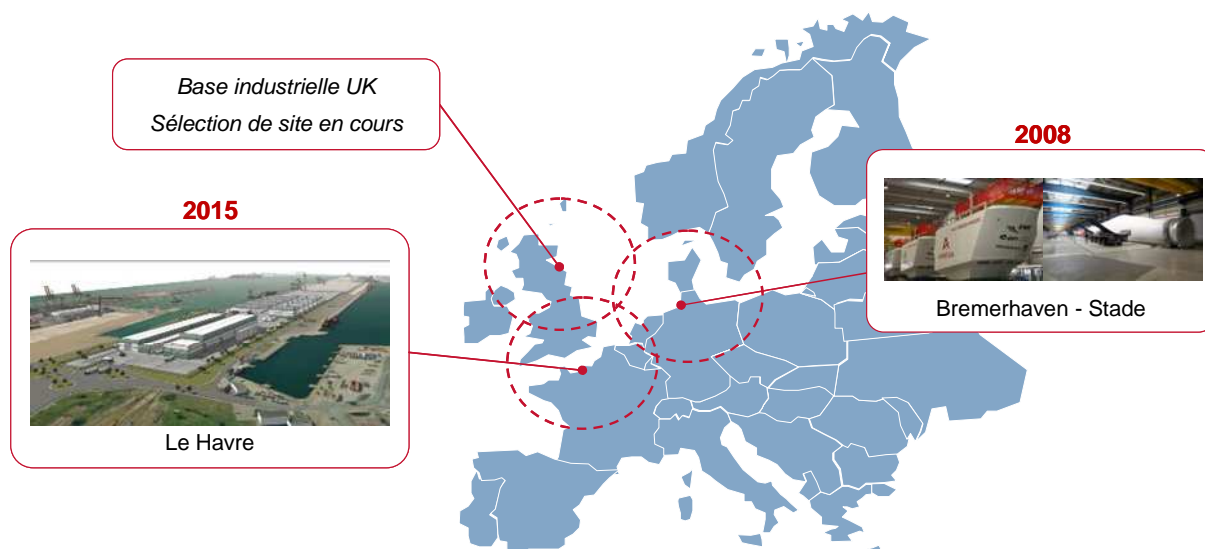 Base industrielle UK
Sélection de site en cours
2008
2015
Bremerhaven - Stade
Le Havre